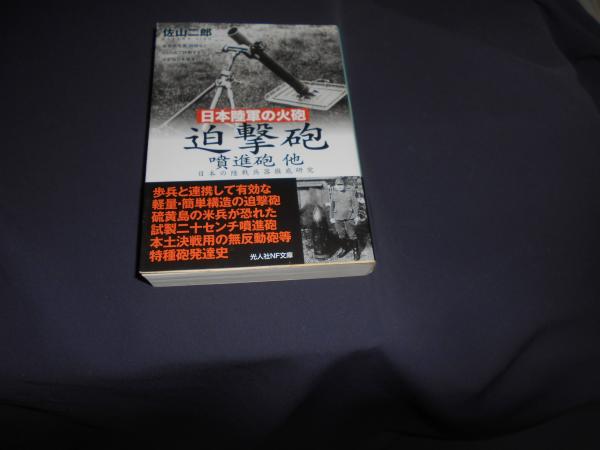 佐山二郎
日本陸軍の火砲
迫撃砲
噴進砲 他
日本の陸戦兵器徹底研究
歩兵と連携して有効な
軽量・簡単構造の迫撃砲
硫黄島の米兵が恐れた
試製二十センチ噴進砲
本土決戦用の無反動砲等
特種砲発達史
光人社NF文庫